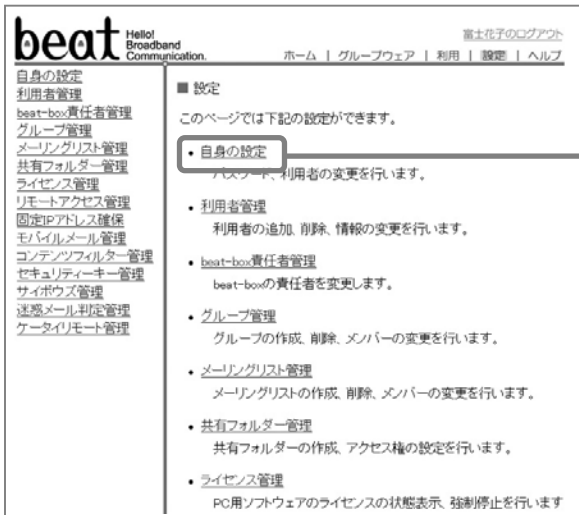 beat Hello! Broadband Communication.
富士花子のログアウト
ホーム | グループウェア | 利用 | 設定 | ヘルプ
自身の設定
利用者管理
beat-box責任者管理
グループ管理
メーリングリスト管理
共有フォルダー管理
ライセンス管理
リモートアクセス管理
固定IPアドレス確保
モバイルメール管理
コンテンツフィルター管理
セキュリティーキー管理
サイボウズ管理
迷惑メール判定管理
ケータイリモート管理
■ 設定
このページでは下記の設定ができます。
• 自身の設定
パスワード、利用者の変更を行います。
• 利用者管理
利用者の追加、削除、情報の変更を行います。
• beat-box責任者管理
beat-boxの責任者を変更します。
• グループ管理
グループの作成、削除、メンバーの変更を行います。
• メーリングリスト管理
メーリングリストの作成、削除、メンバーの変更を行います。
• 共有フォルダー管理
共有フォルダーの作成、アクセス権の設定を行います。
• ライセンス管理
PC用ソフトウェアのライセンスの状態表示、強制停止を行います